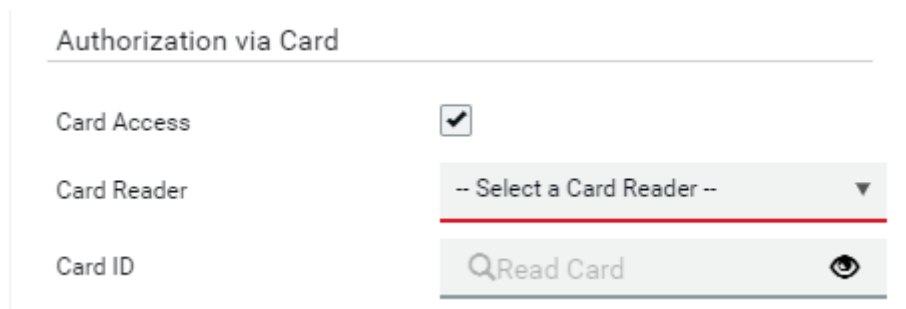 Authorization via Card
Card Access
Card Reader -- Select a Card Reader --
Card ID Read Card